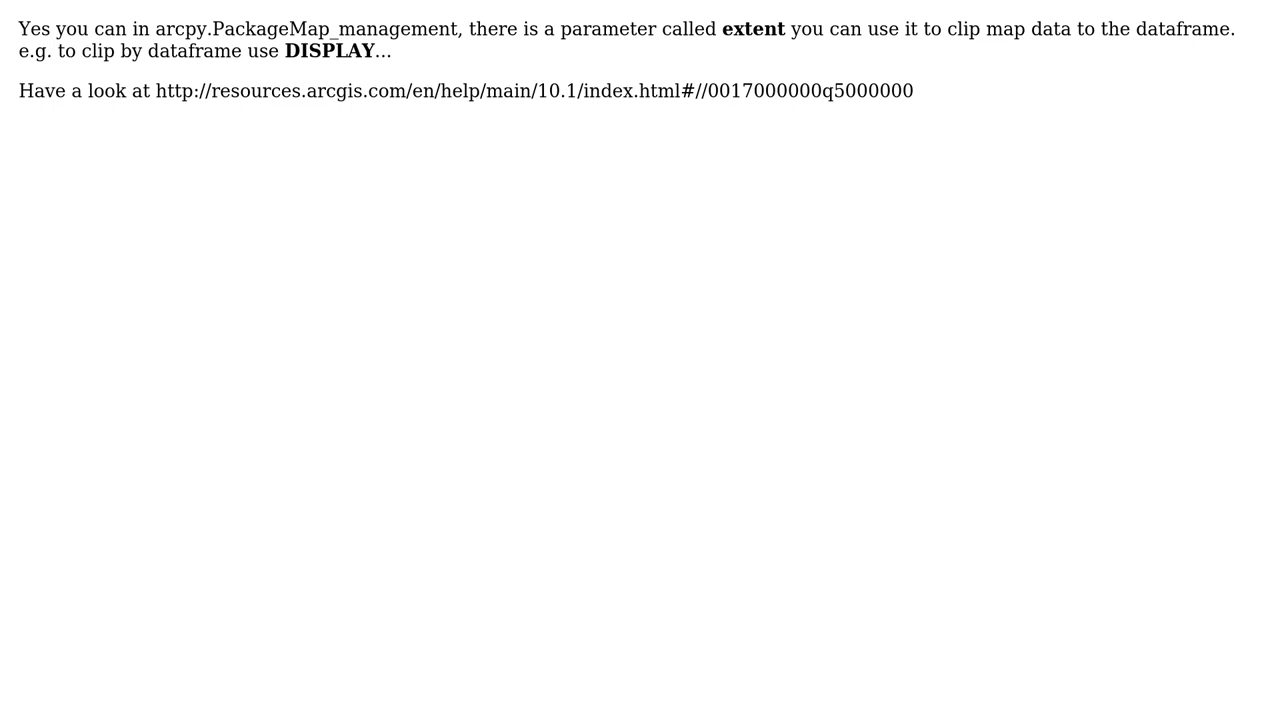 Yes you can in arcpy.PackageMap_management, there is a parameter called extent you can use it to clip map data to the dataframe.
e.g. to clip by dataframe use DISPLAY...
Have a look at http://resources.arcgis.com/en/help/main/10.1/index.html#//0017000000q5000000